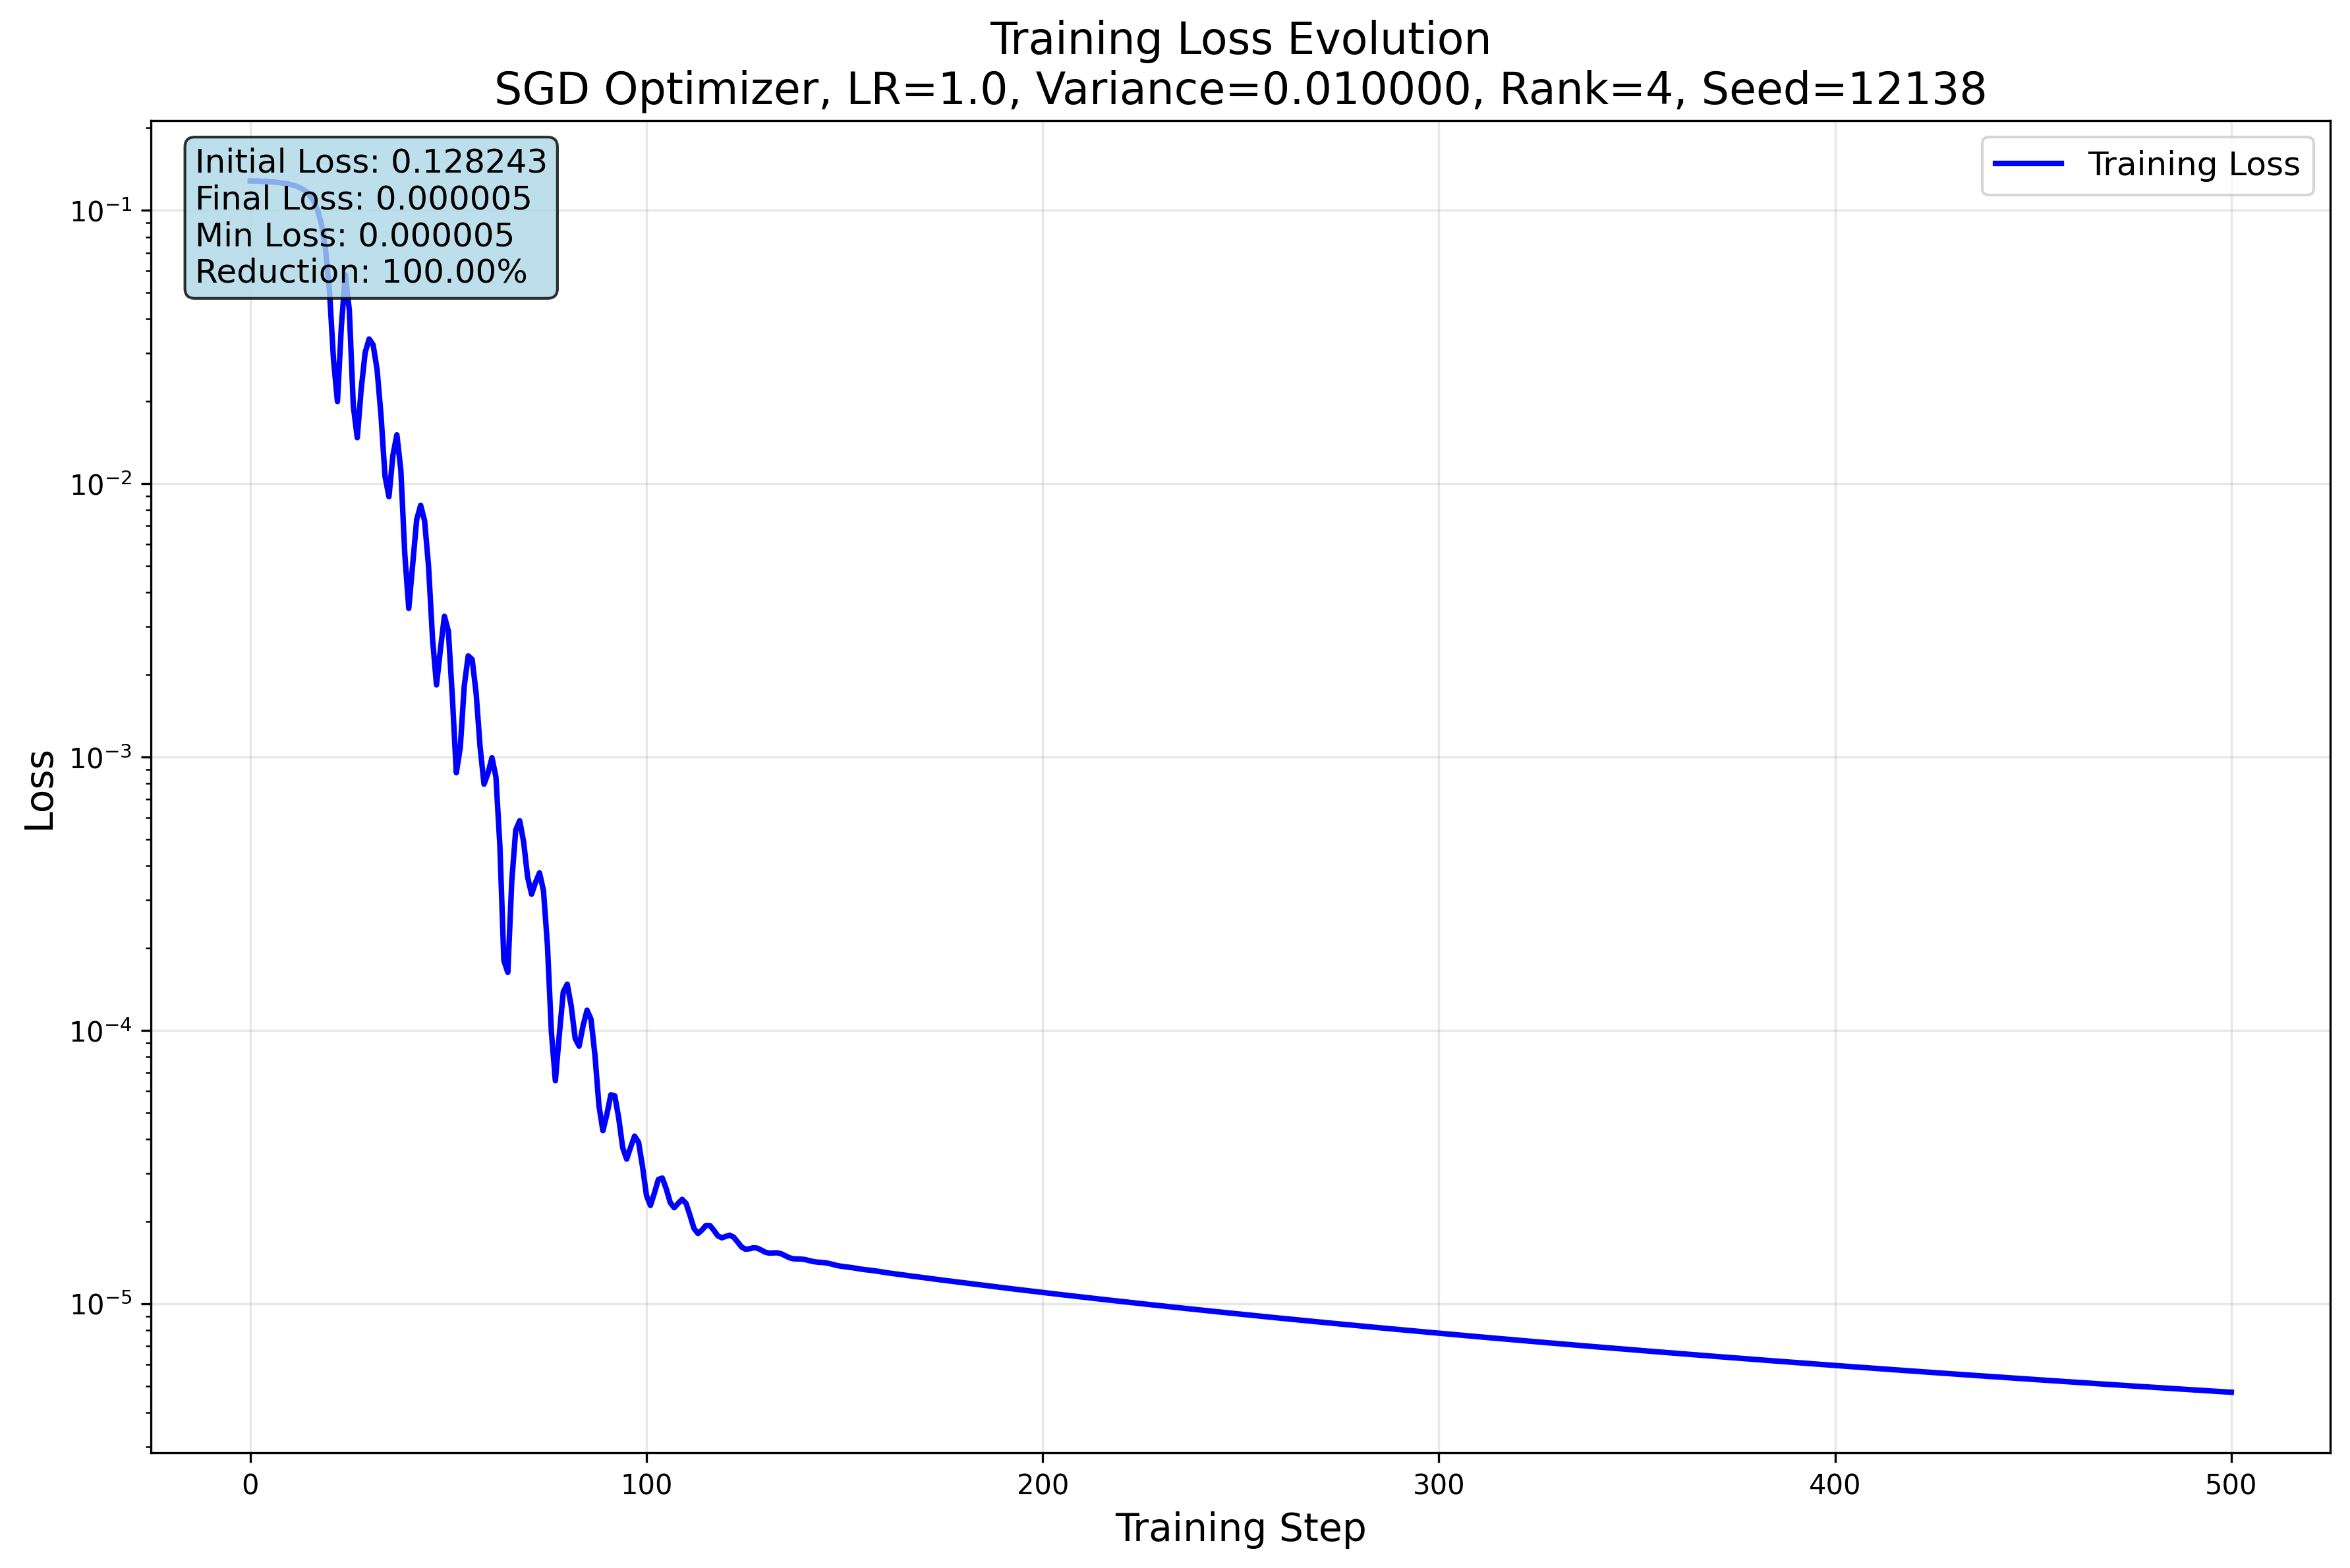 Training Loss Evolution
SGD Optimizer, LR=1.0, Variance=0.010000, Rank=4, Seed=12138
Initial Loss: 0.128243
Final Loss: 0.000005
Min Loss: 0.000005
Reduction: 100.00%
Training Loss
10⁻¹
10⁻²
10⁻³
10⁻⁴
10⁻⁵
Loss
0 100 200 300 400 500
Training Step